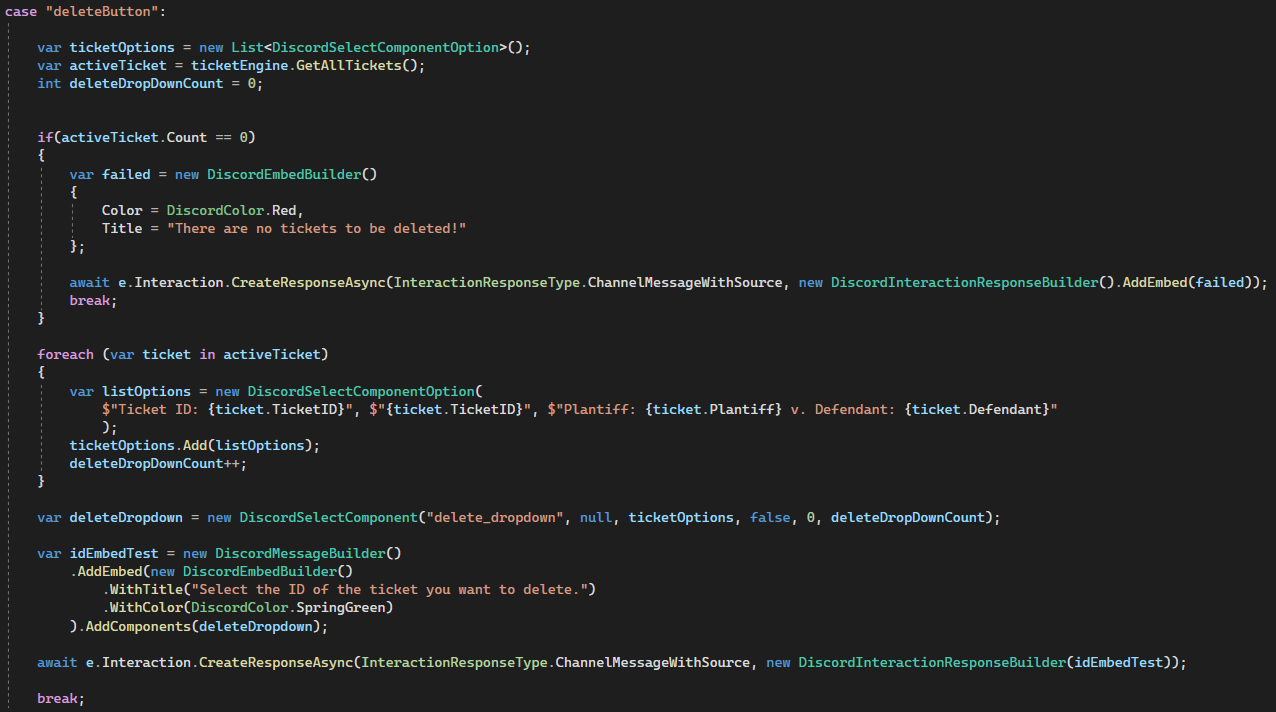 case "deleteButton":
var ticketOptions = new List<DiscordSelectComponentOption>();
var activeTicket = ticketEngine.GetAllTickets();
int deleteDropDownCount = 0;
if(activeTicket.Count == 0)
{
var failed = new DiscordEmbedBuilder()
{
Color = DiscordColor.Red,
Title = "There are no tickets to be deleted!"
};
await e.Interaction.CreateResponseAsync(InteractionResponseType.ChannelMessageWithSource, new DiscordInteractionResponseBuilder().AddEmbed(failed));
break;
}
foreach (var ticket in activeTicket)
{
var listOptions = new DiscordSelectComponentOption(
$"Ticket ID: {ticket.TicketID}", $"{ticket.TicketID}", $"Plantiff: {ticket.Plantiff} v. Defendant: {ticket.Defendant}"
);
ticketOptions.Add(listOptions);
deleteDropDownCount++;
}
var deleteDropdown = new DiscordSelectComponent("delete_dropdown", null, ticketOptions, false, 0, deleteDropDownCount);
var idEmbedTest = new DiscordMessageBuilder()
.AddEmbed(new DiscordEmbedBuilder()
.WithTitle("Select the ID of the ticket you want to delete.")
.WithColor(DiscordColor.SpringGreen)
).AddComponents(deleteDropdown);
await e.Interaction.CreateResponseAsync(InteractionResponseType.ChannelMessageWithSource, new DiscordInteractionResponseBuilder(idEmbedTest));
break;